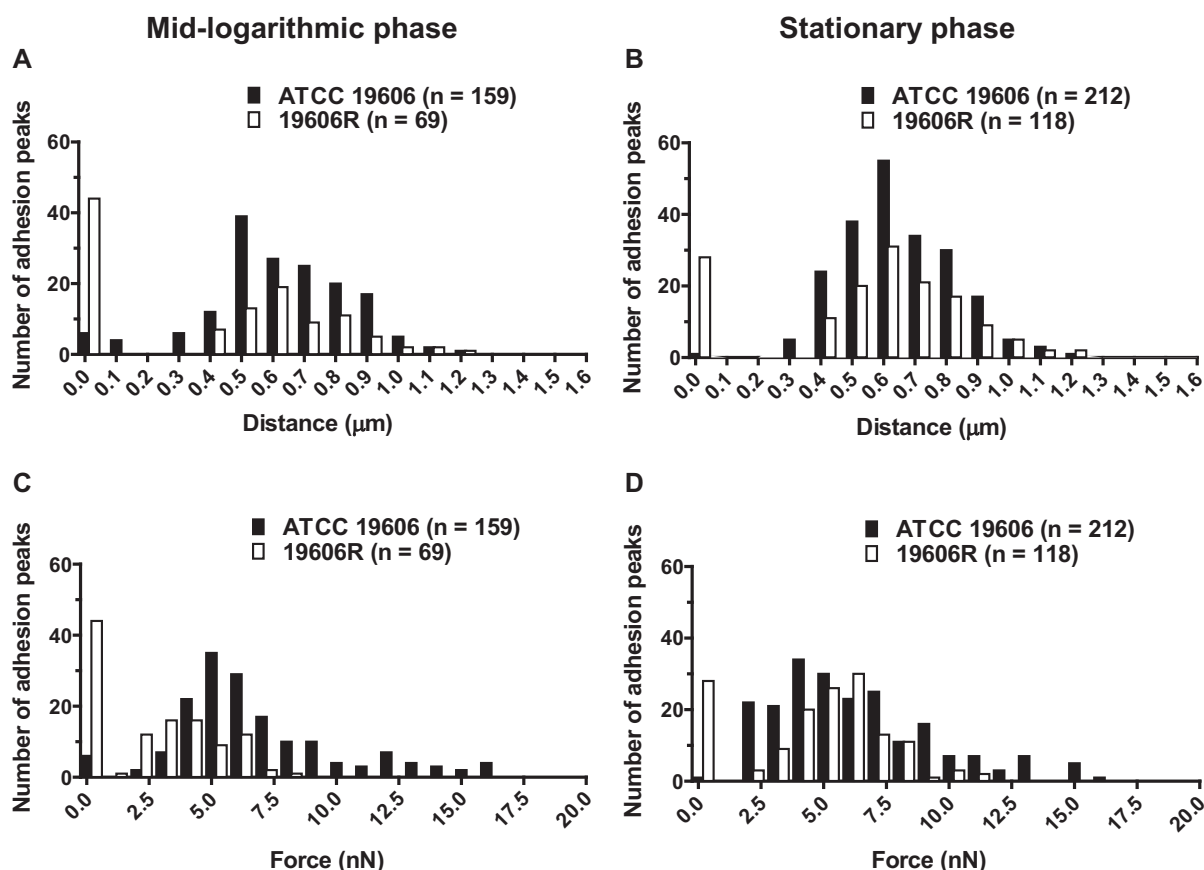 Mid-logarithmic phase
Stationary phase
A
ATCC 19606 (n = 159)
19606R (n = 69)
Number of adhesion peaks
60
40
20
0
0.0 0.1 0.2 0.3 0.4 0.5 0.6 0.7 0.8 0.9 1.0 1.1 1.2 1.3 1.4 1.5 1.6
Distance (μm)
B
ATCC 19606 (n = 212)
19606R (n = 118)
Number of adhesion peaks
60
40
20
0
0.0 0.1 0.2 0.3 0.4 0.5 0.6 0.7 0.8 0.9 1.0 1.1 1.2 1.3 1.4 1.5 1.6
Distance (μm)
C
ATCC 19606 (n = 159)
19606R (n = 69)
Number of adhesion peaks
60
40
20
0
0.0 2.5 5.0 7.5 10.0 12.5 15.0 17.5 20.0
Force (nN)
D
ATCC 19606 (n = 212)
19606R (n = 118)
Number of adhesion peaks
60
40
20
0
0.0 2.5 5.0 7.5 10.0 12.5 15.0 17.5 20.0
Force (nN)